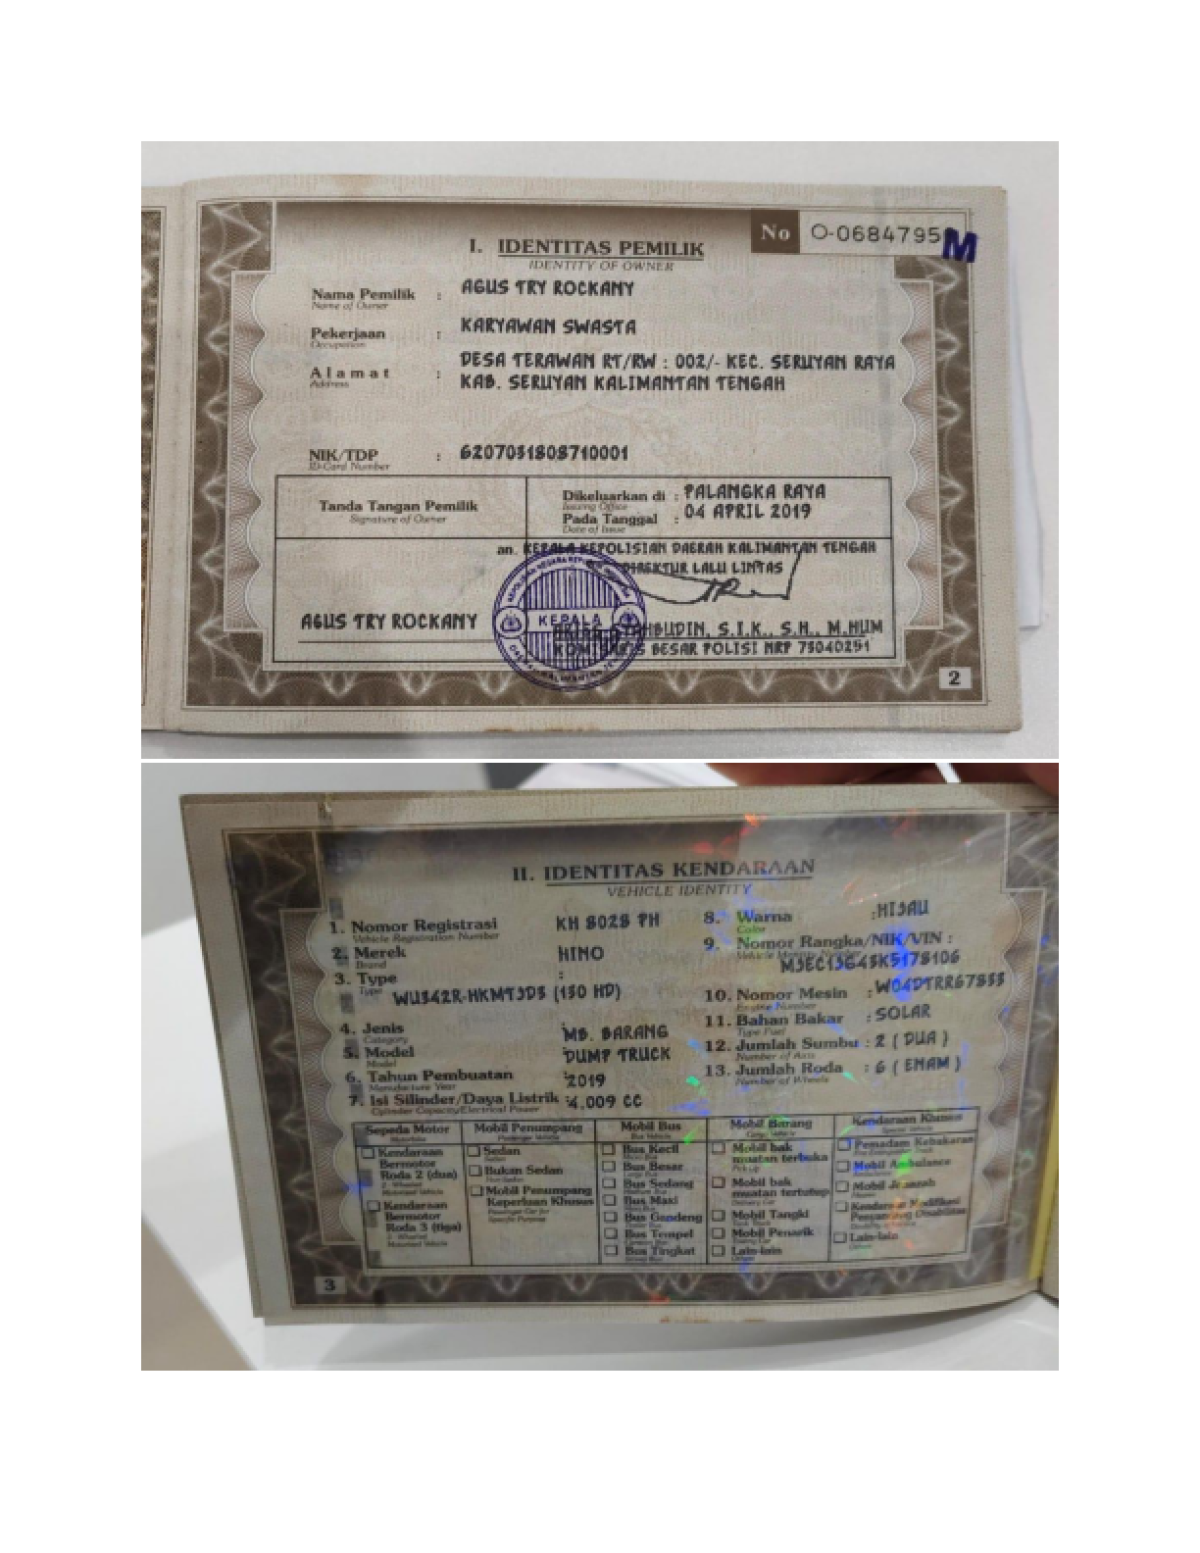 No O-06847950 M
I. IDENTITAS PEMILIK
IDENTITY OF OWNER
Nama Pemilik : AGUS TRY ROCKANY
Name of Owner
Pekerjaan : KARYAWAN SWASTA
Occupation
Alamat : DESA TERAWAN RT/RW : 002/- KEC. SERUYAN RAYA
Address
KAB. SERUYAN KALIMANTAN TENGAH
NIK/TDP : 6207031808710001
ID-Card Number
Tanda Tangan Pemilik
Signature of Owner
Dikeluarkan di : PALANGKA RAYA
Issuing Office
Pada Tanggal : 04 APRIL 2019
Date of Issue
an. KEPALA KEPOLISIAN DAERAH KALIMANTAN TENGAH
DIREKTUR LALU LINTAS
KEPALA
AGUS TRY ROCKANY
S.I.K., S.H., M.HUM
KOMISARIS BESAR POLISI NRP 73040251
2
II. IDENTITAS KENDARAAN
VEHICLE IDENTITY
1. Nomor Registrasi KH 8028 PH
Vehicle Registration Number
2. Merek HINO
Brand
3. Type :
Type
WU342R-HKMTJD3 (130 HD)
4. Jenis : MB. BARANG
Category
5. Model : DUMP TRUCK
Model
6. Tahun Pembuatan : 2019
Manufacture Year
7. Isi Silinder/Daya Listrik : 4.009 CC
Cylinder Capacity/Electrical Power
8. Warna : HIJAU
Color
9. Nomor Rangka/NIK/VIN :
MJEC1JG43K5178106
10. Nomor Mesin : W04DTRR67833
Engine Number
11. Bahan Bakar : SOLAR
Type Fuel
12. Jumlah Sumbu : 2 ( DUA )
Number of Axis
13. Jumlah Roda : 6 ( ENAM )
Number of Wheels
Sepeda Motor
Kendaraan
Bermotor
Roda 2 (dua)
Kendaraan
Bermotor
Roda 3 (tiga)
Mobil Penumpang
Sedan
Bukan Sedan
Mobil Penumpang
Keperluan Khusus
Mobil Bus
Bus Kecil
Bus Besar
Bus Sedang
Bus Maxi
Bus Gandeng
Bus Tempel
Bus Tingkat
Mobil Barang
Mobil bak
muatan terbuka
Mobil bak
muatan tertutup
Mobil Tangki
Mobil Penarik
Lain-lain
Kendaraan Khusus
Pemadam Kebakaran
Mobil Ambulance
Mobil Jenazah
Kendaraan Modifikasi
Penyandang Disabilitas
Lain-lain
3